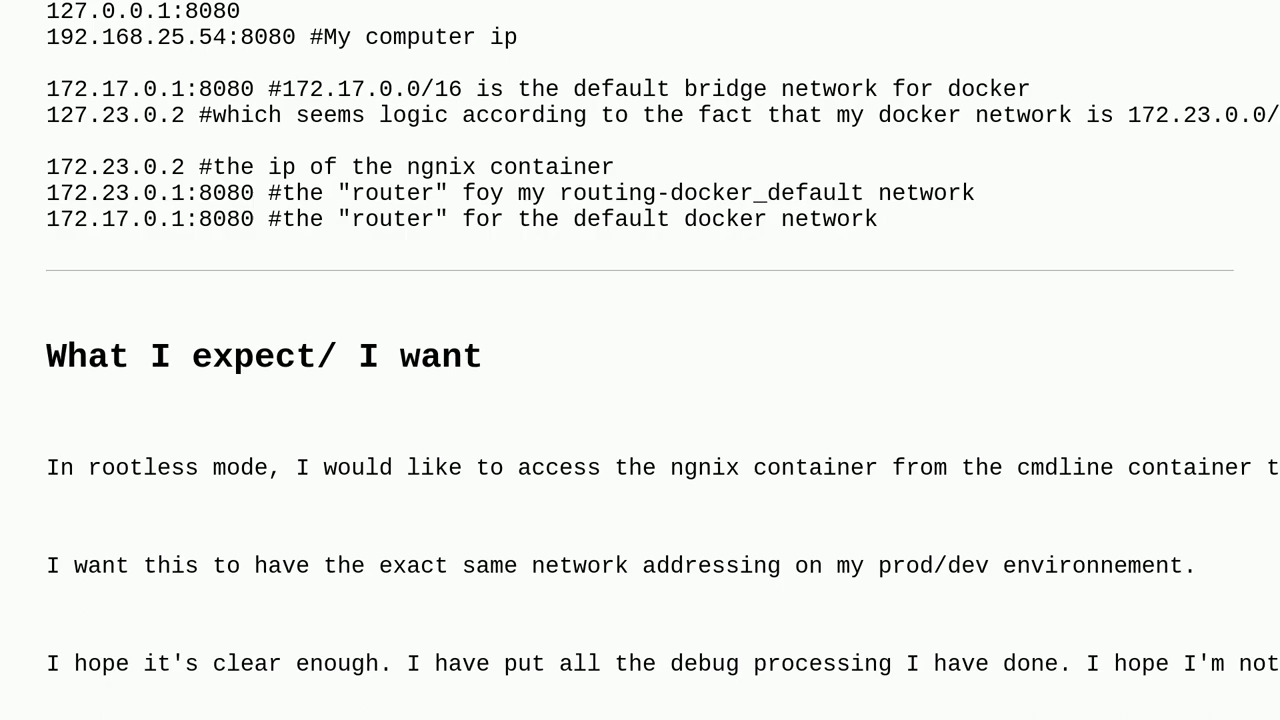 127.0.0.1:8080
192.168.25.54:8080 #My computer ip
172.17.0.1:8080 #172.17.0.0/16 is the default bridge network for docker
127.23.0.2 #which seems logic according to the fact that my docker network is 172.23.0.0/
172.23.0.2 #the ip of the ngnix container
172.23.0.1:8080 #the "router" foy my routing-docker_default network
172.17.0.1:8080 #the "router" for the default docker network
What I expect/ I want
In rootless mode, I would like to access the ngnix container from the cmdline container t
I want this to have the exact same network addressing on my prod/dev environnement.
I hope it's clear enough. I have put all the debug processing I have done. I hope I'm not